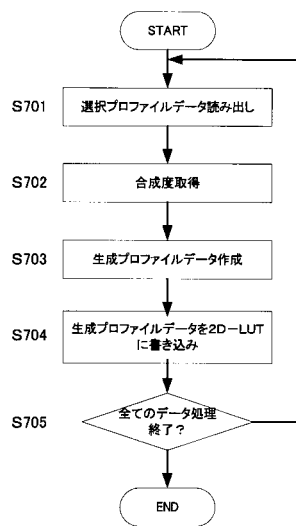 START
S701 選択プロファイルデータ読み出し
S702 合成度取得
S703 生成プロファイルデータ作成
S704 生成プロファイルデータを2D－LUT
に書き込み
S705 全てのデータ処理
終了？
END